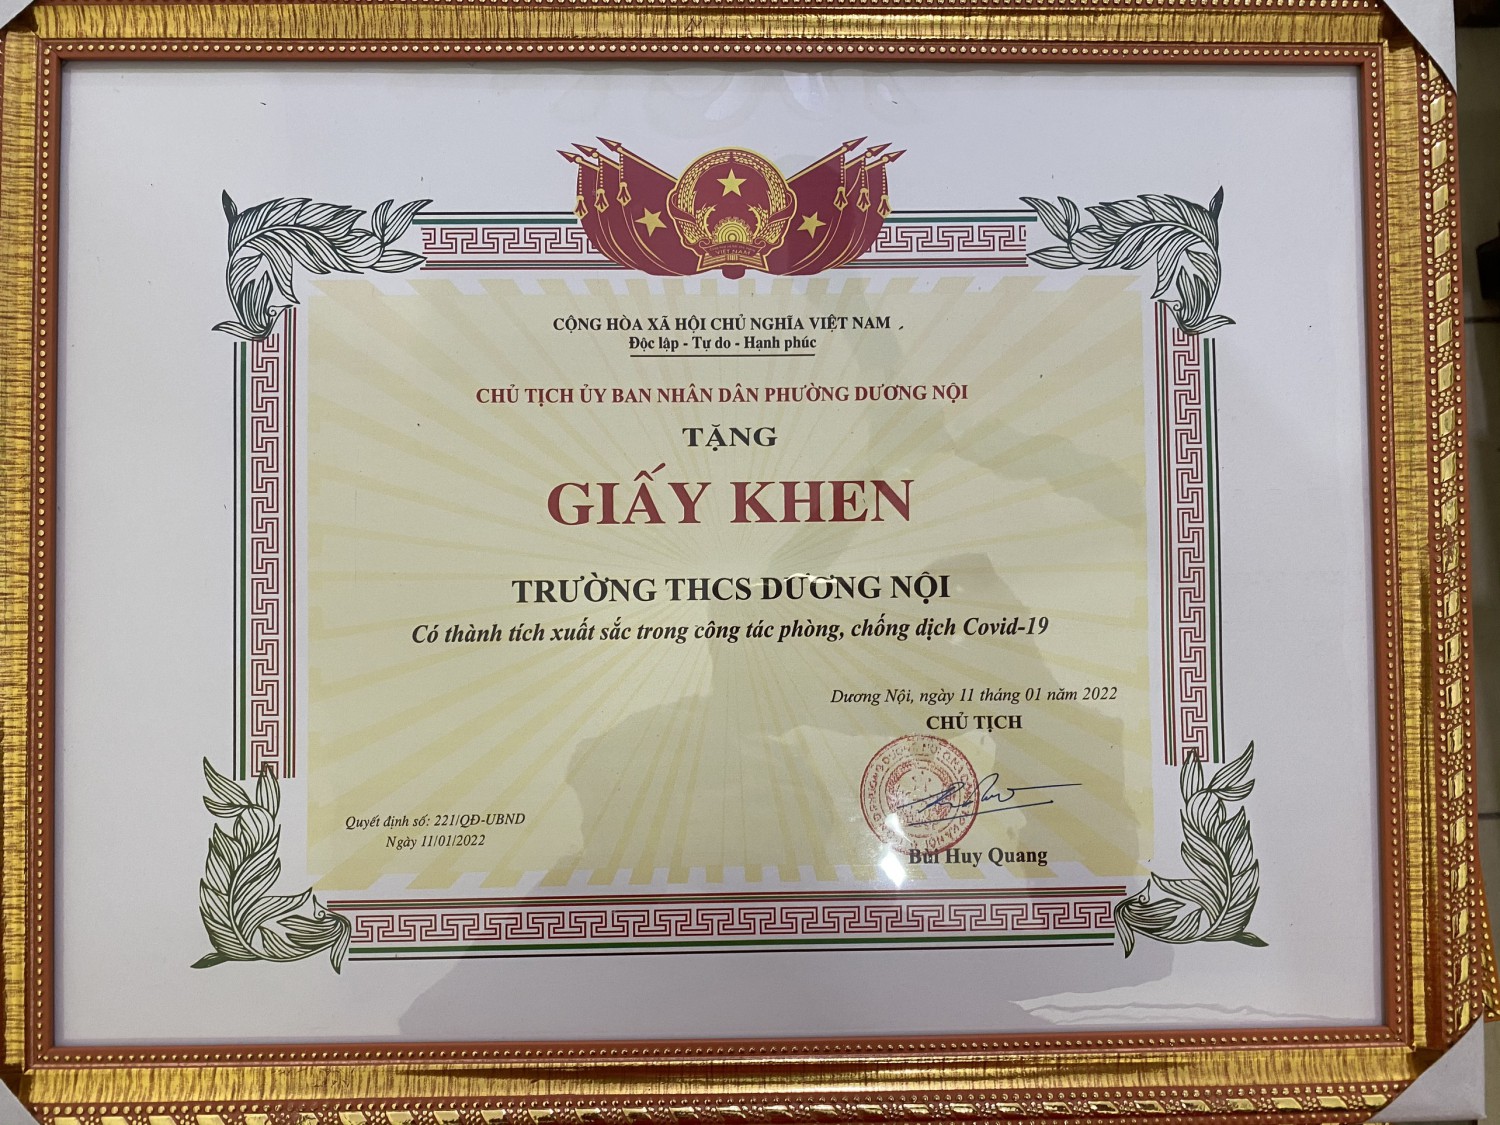 VIỆT NAM
CỘNG HÒA XÃ HỘI CHỦ NGHĨA VIỆT NAM
Độc lập - Tự do - Hạnh phúc
CHỦ TỊCH ỦY BAN NHÂN DÂN PHƯỜNG DƯƠNG NỘI
TẶNG
GIẤY KHEN
TRƯỜNG THCS DƯƠNG NỘI
Có thành tích xuất sắc trong công tác phòng, chống dịch Covid-19
Dương Nội, ngày 11 tháng 01 năm 2022
CHỦ TỊCH
Quyết định số: 221/QĐ-UBND
Ngày 11/01/2022
Bùi Huy Quang